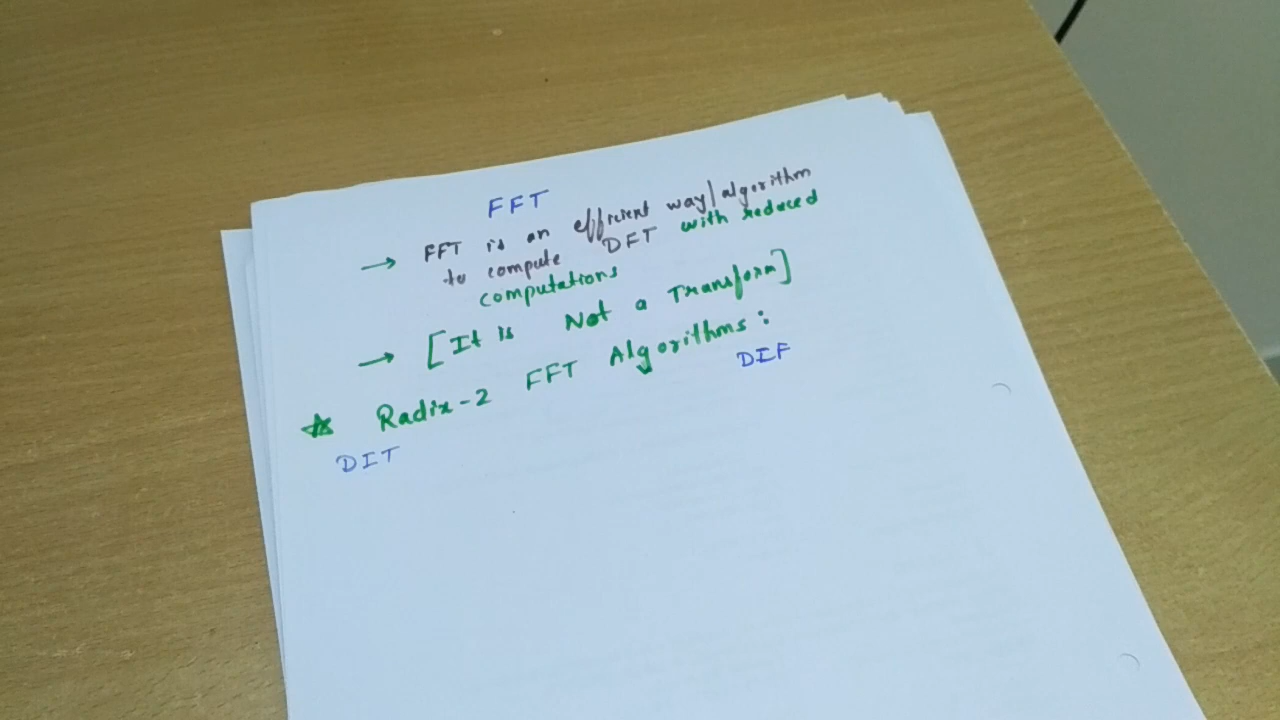 FFT
→ FFT is an efficient way/algorithm
to compute DFT with reduced
computations
→ [It is Not a Transform]
☆ Radix-2 FFT Algorithms:
DIT DIF